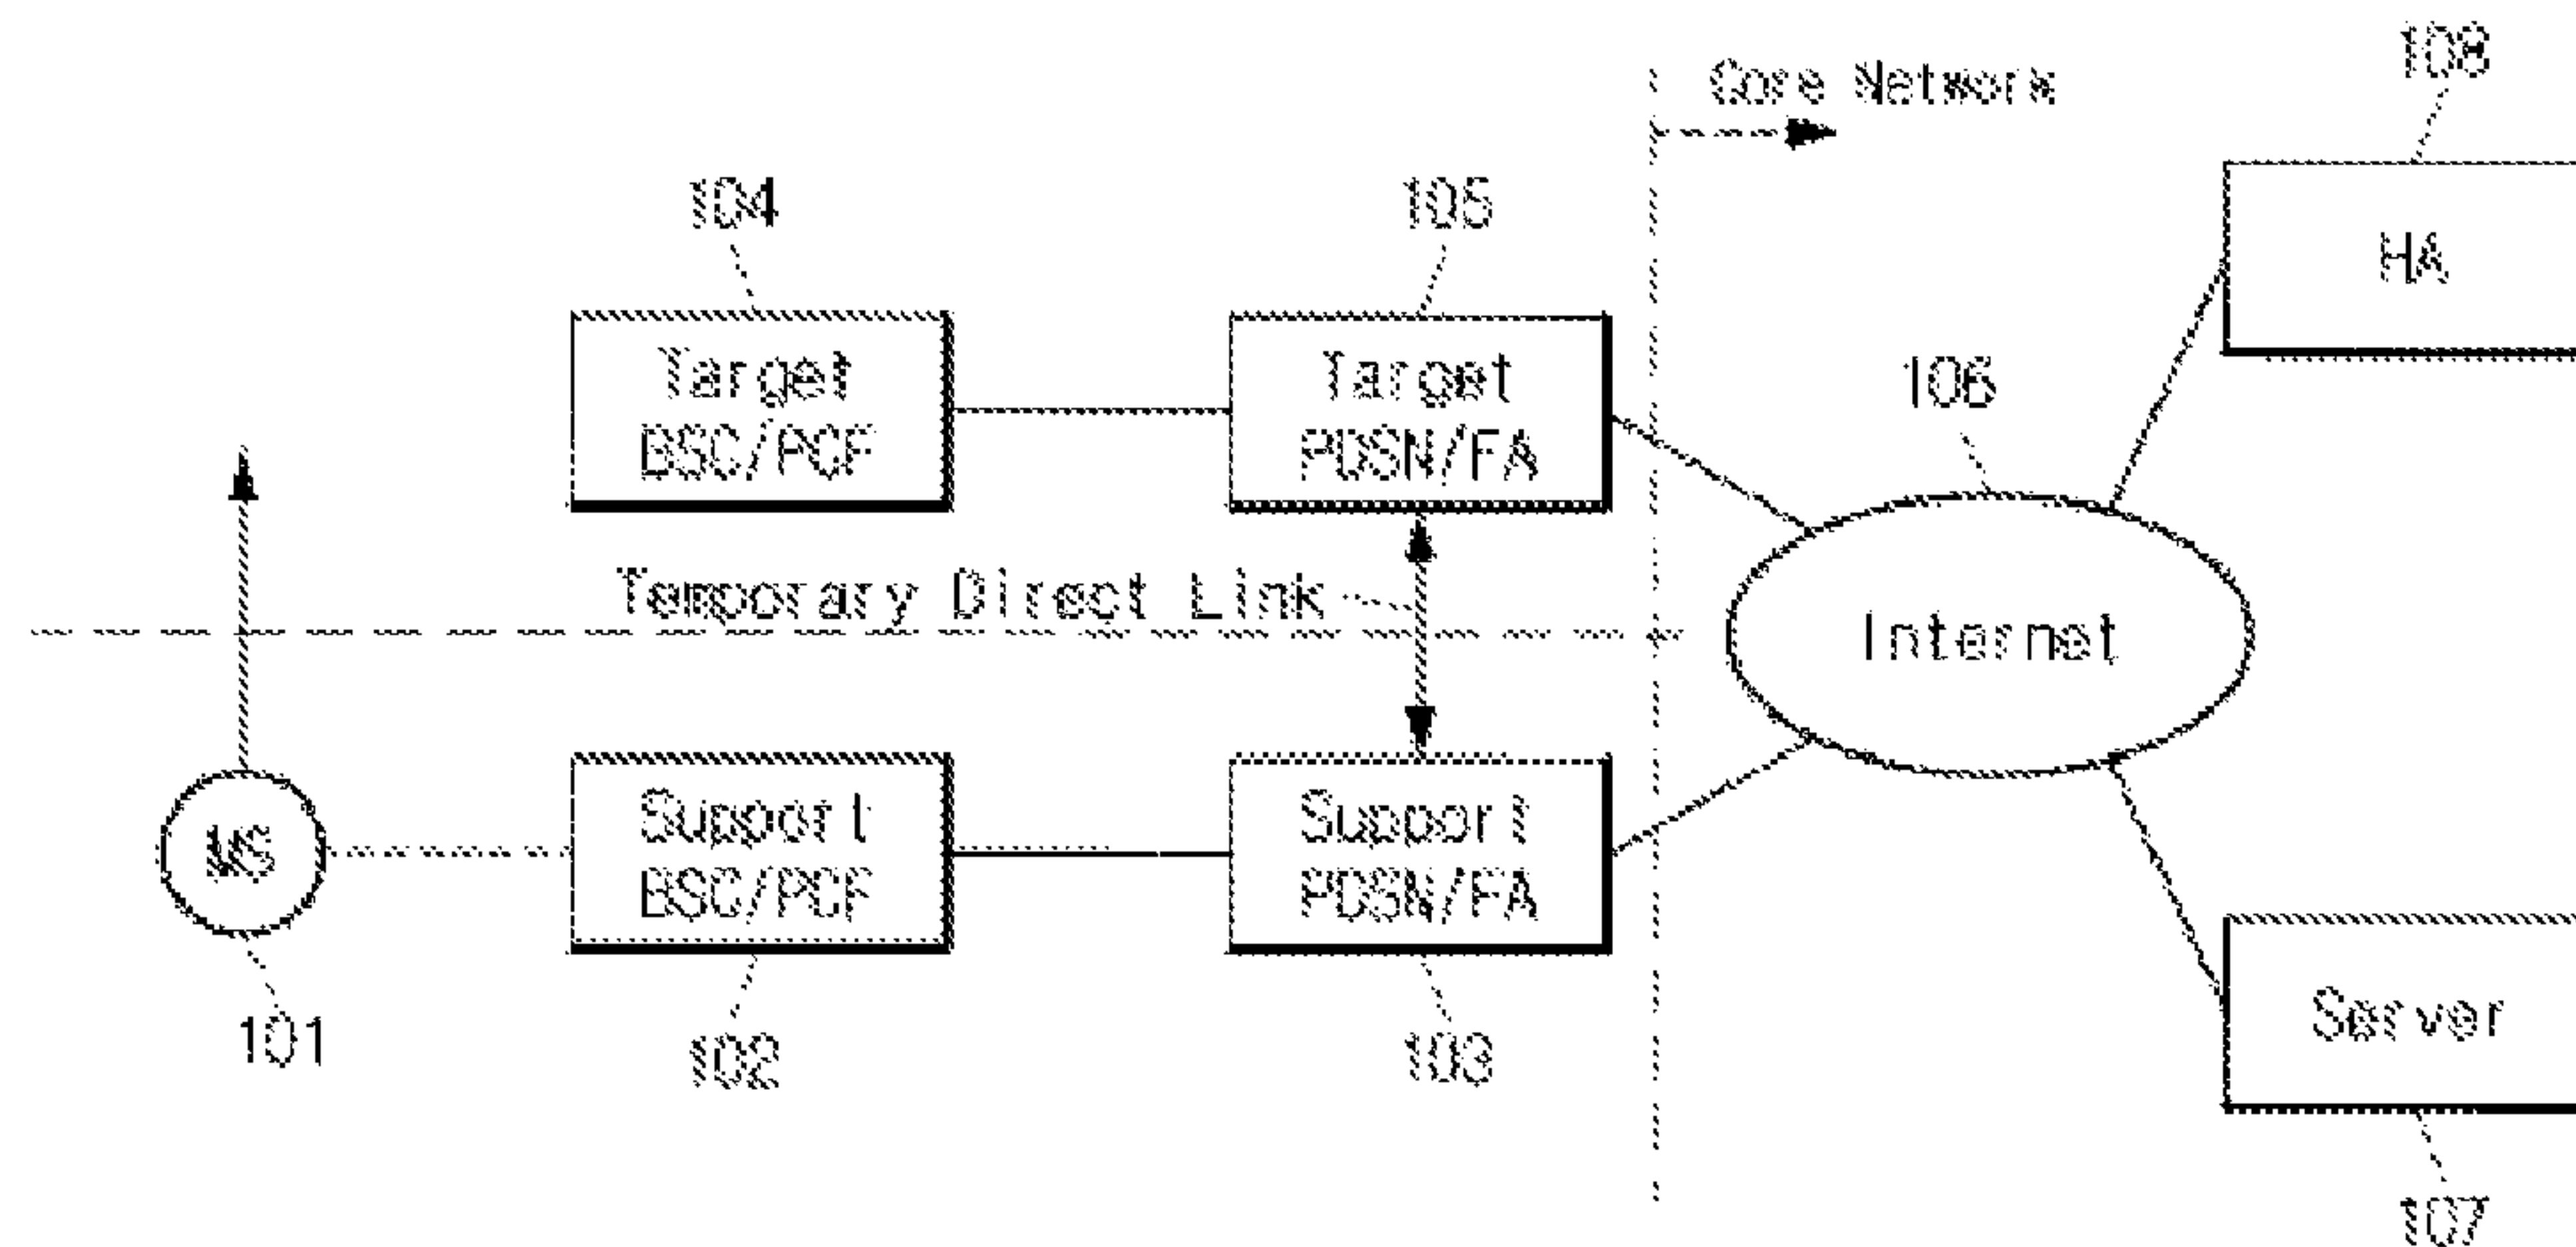 108
Core Network
104
105
HA
Target
BSC/PCF
Target
PDSN/FA
106
Temporary Direct Link
Internet
MS
Support
BSC/PCF
Support
PDSN/FA
Server
101
102
103
107